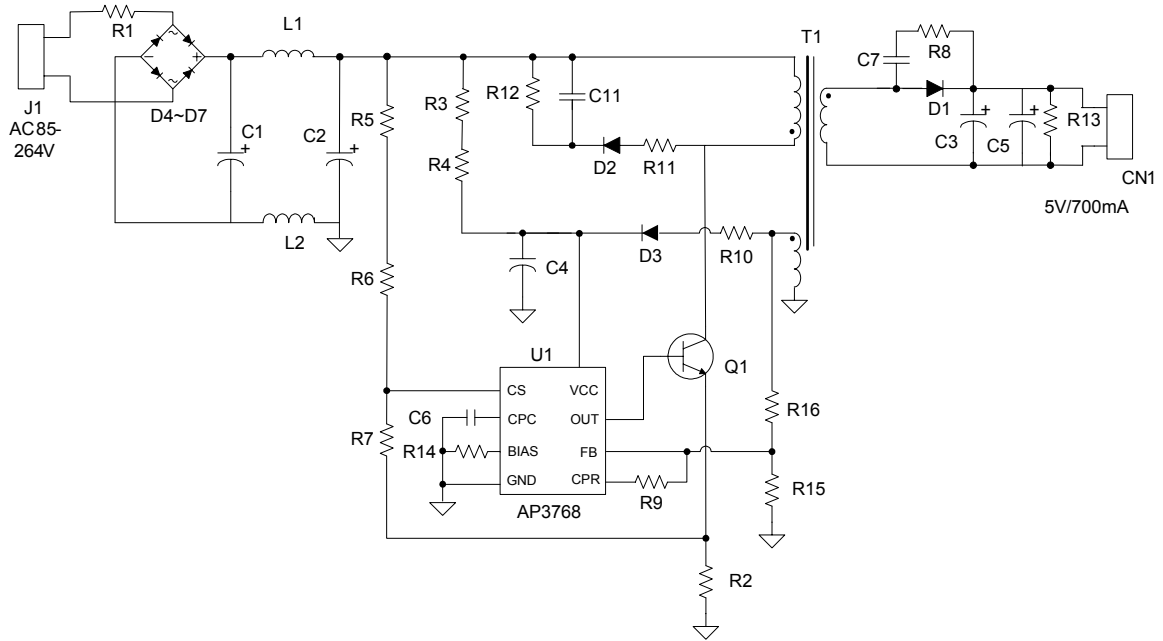 R1
L1
T1
C7
R8
J1
AC85-
264V
D4~D7
C1
C2
R5
R3
R12
C11
D1
C3
C5
R13
CN1
R4
D2
R11
5V/700mA
L2
C4
D3
R10
R6
U1
Q1
CS
VCC
C6
CPC
OUT
R16
R7
R14
BIAS
FB
GND
CPR
R9
R15
AP3768
R2